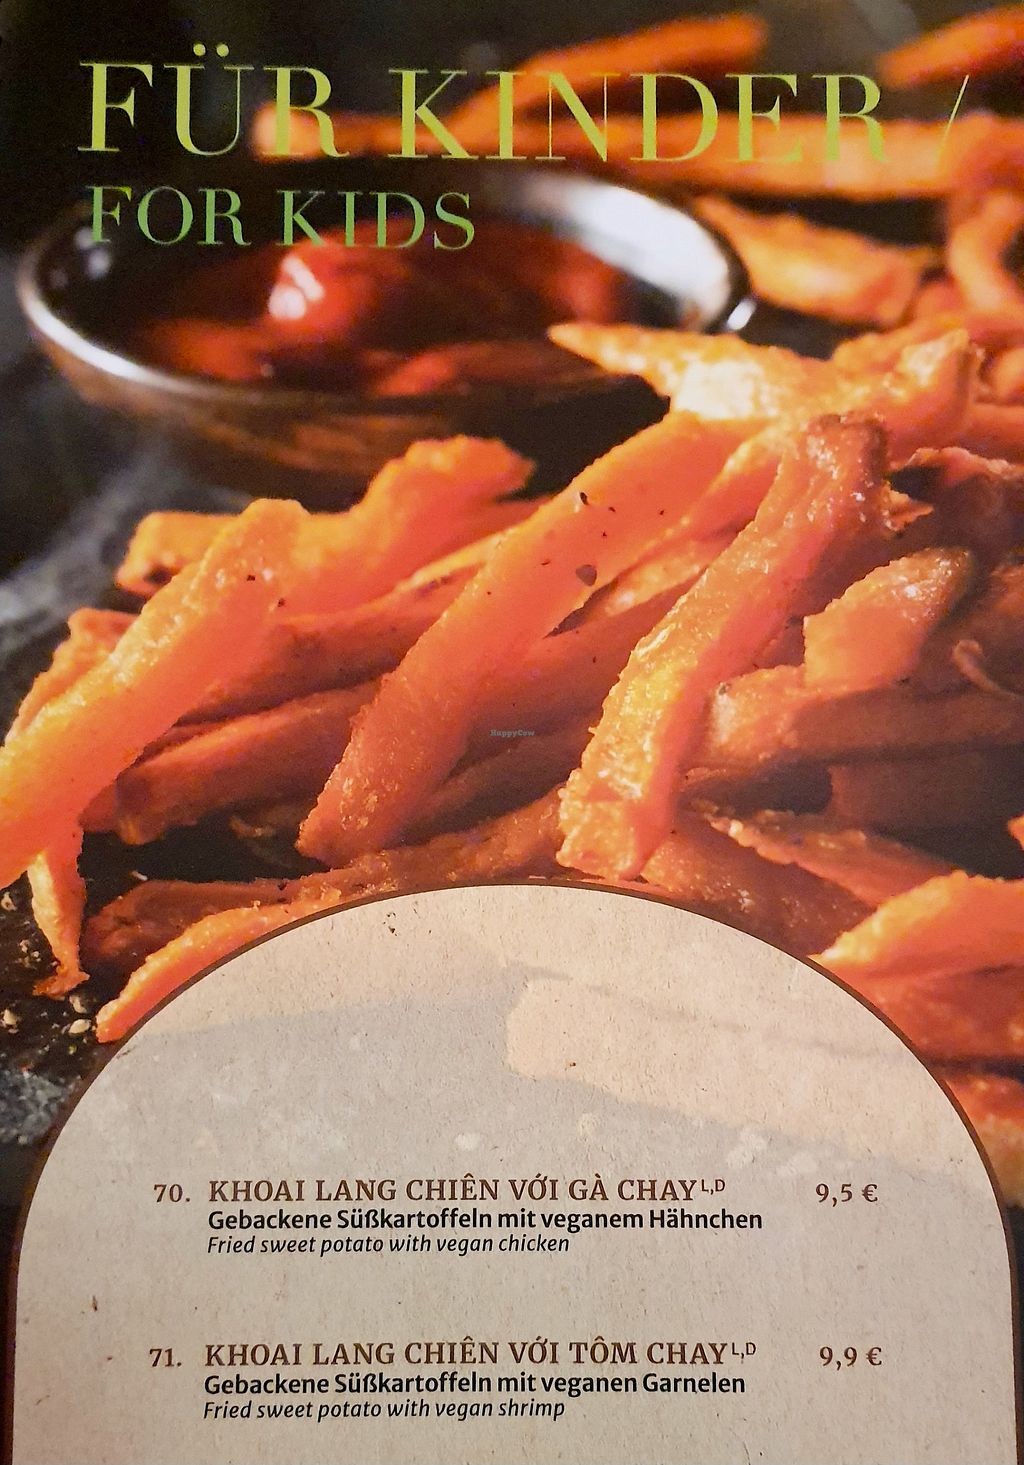 FÜR KINDER /
FOR KIDS
HappyCow
70. KHOAI LANG CHIÊN VỚI GÀ CHAY L,D 9,5 €
Gebackene Süßkartoffeln mit veganem Hähnchen
Fried sweet potato with vegan chicken
71. KHOAI LANG CHIÊN VỚI TÔM CHAY L,D 9,9 €
Gebackene Süßkartoffeln mit veganen Garnelen
Fried sweet potato with vegan shrimp